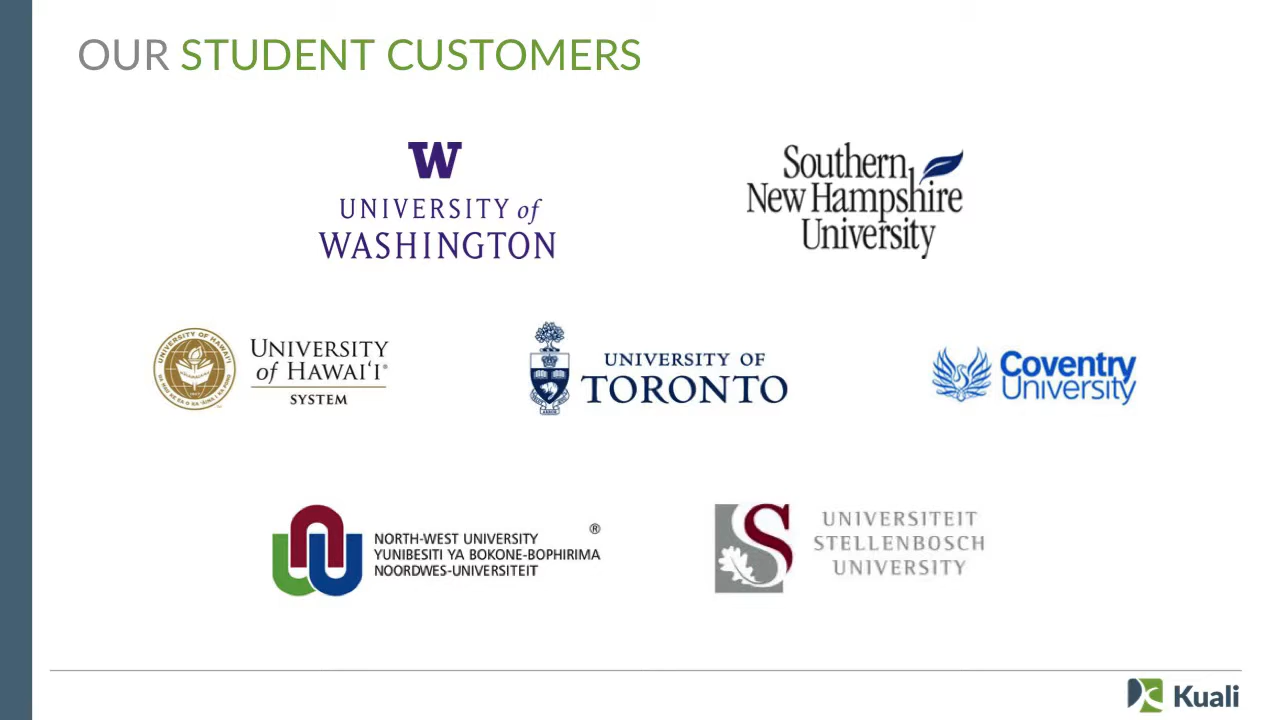 OUR STUDENT CUSTOMERS
W
UNIVERSITY of
WASHINGTON
Southern
New Hampshire
University
UNIVERSITY
of HAWAIʻI®
SYSTEM
UNIVERSITY OF
TORONTO
Coventry
University
NORTH-WEST UNIVERSITY ®
YUNIBESITI YA BOKONE-BOPHIRIMA
NOORDWES-UNIVERSITEIT
UNIVERSITEIT
STELLENBOSCH
UNIVERSITY
Kuali